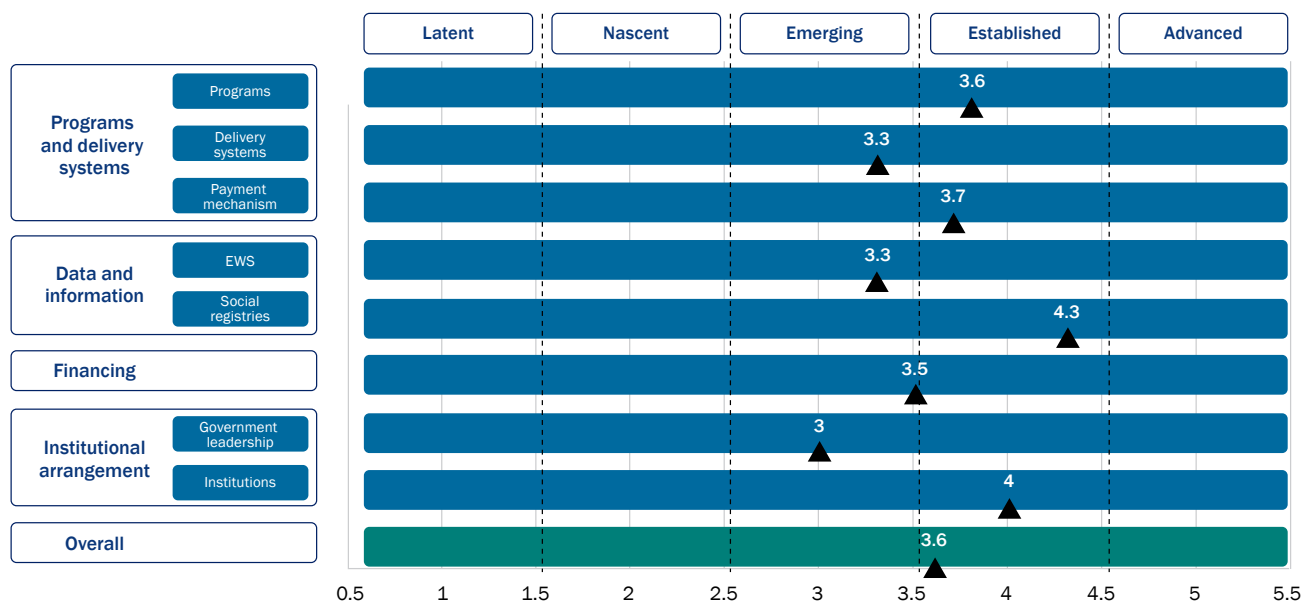 Latent
Nascent
Emerging
Established
Advanced
Programs
and delivery
systems
Programs
3.6
Delivery
systems
3.3
Payment
mechanism
3.7
Data and
information
EWS
3.3
Social
registries
4.3
Financing
3.5
Institutional
arrangement
Government
leadership
3
Institutions
4
Overall
3.6
0.5 1 1.5 2 2.5 3 3.5 4 4.5 5 5.5